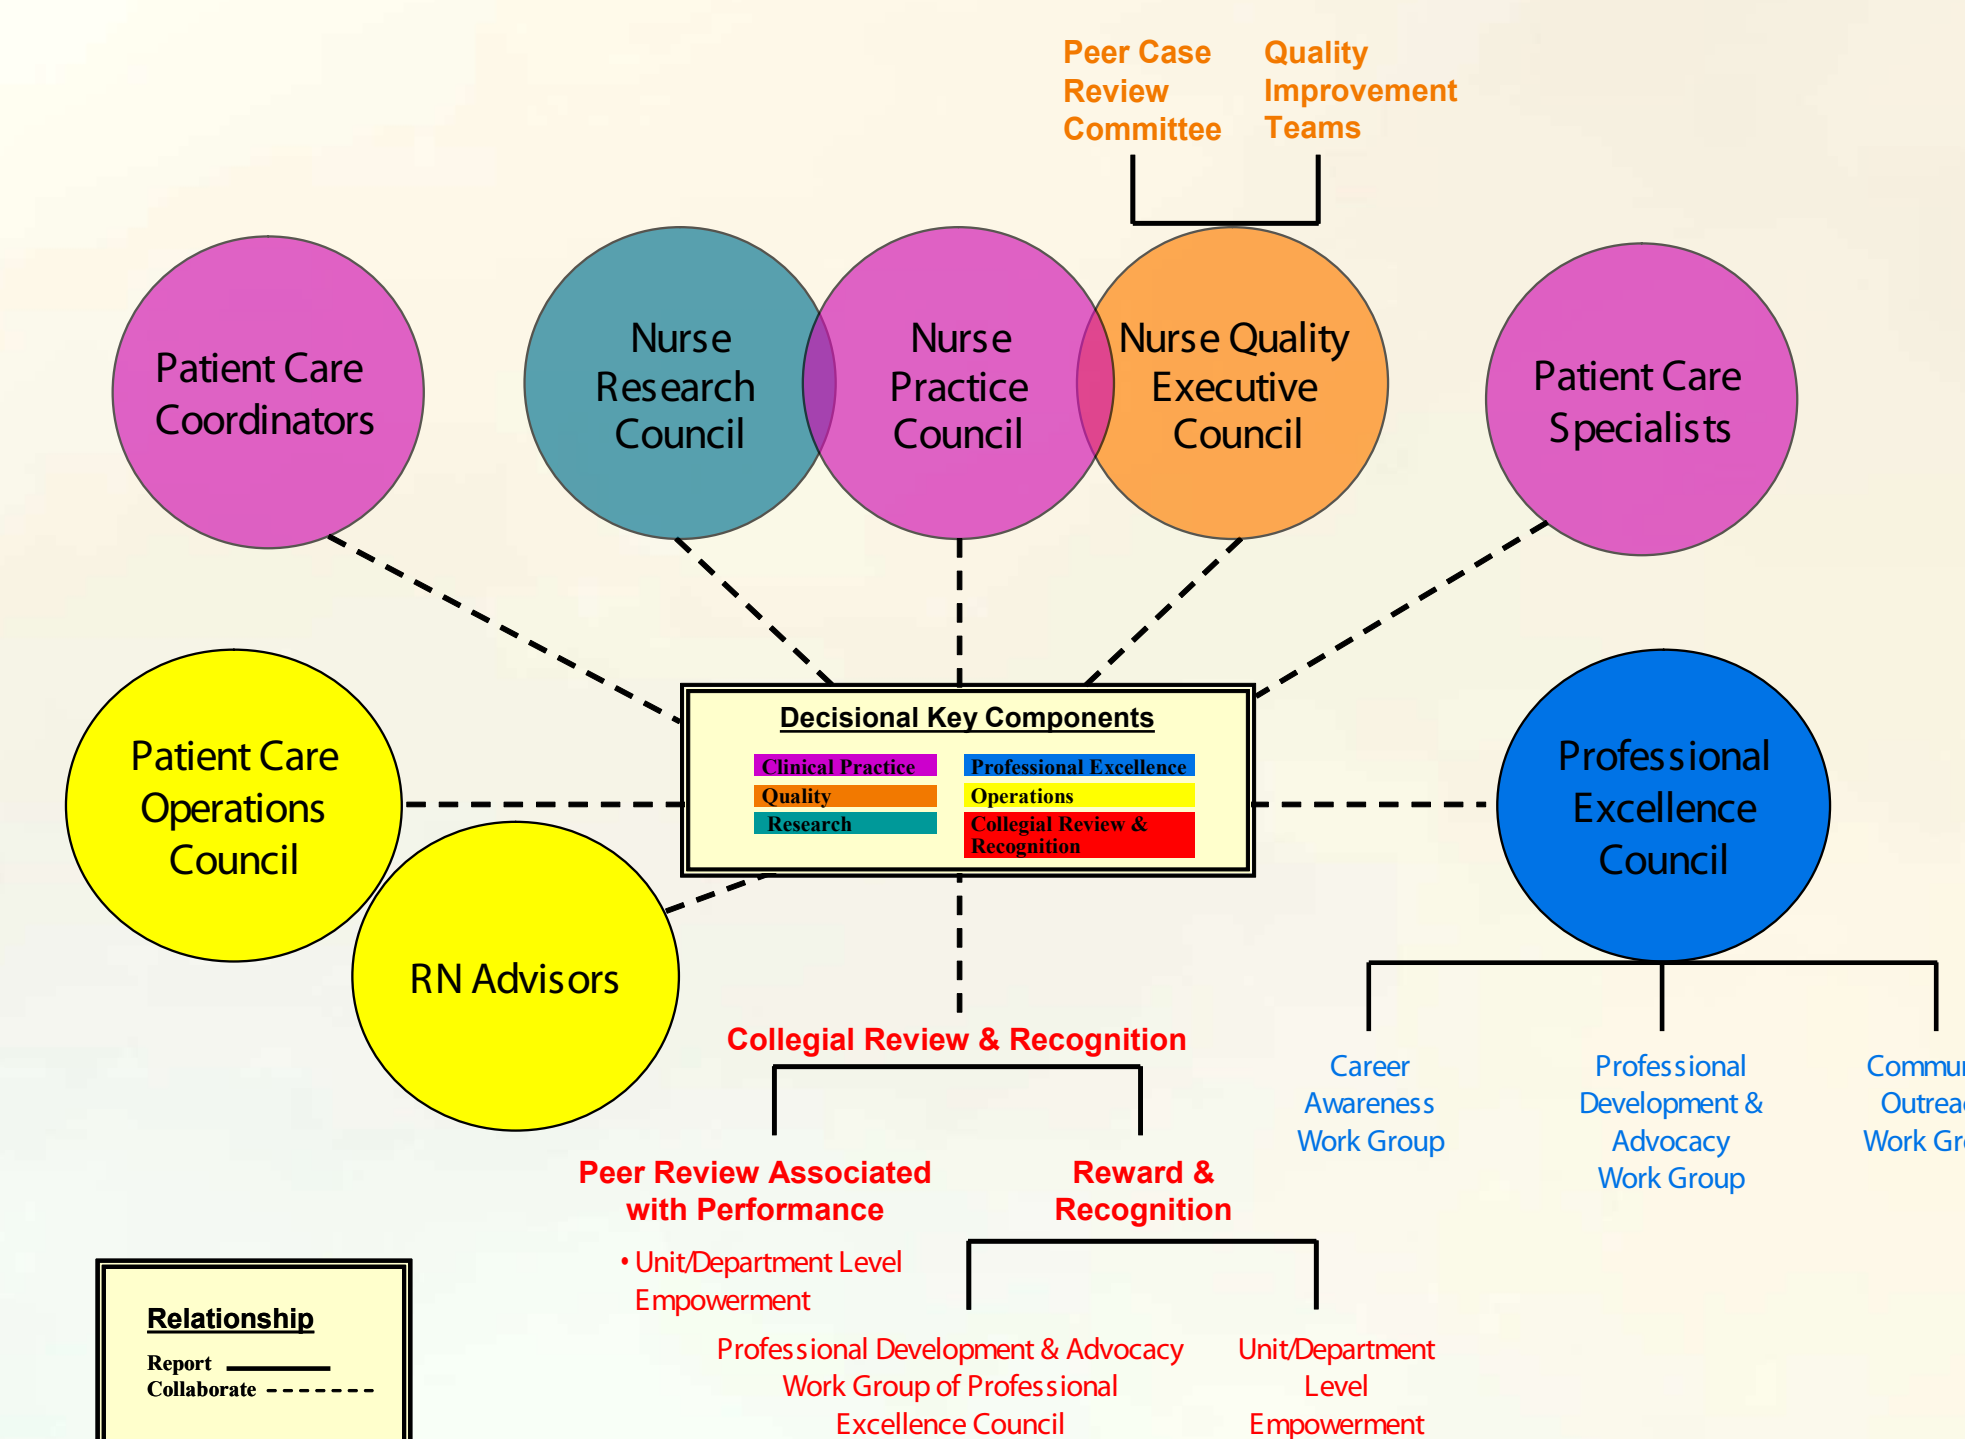 Peer Case
Review
Committee
Quality
Improvement
Teams
Patient Care
Coordinators
Nurse
Research
Council
Nurse
Practice
Council
Nurse Quality
Executive
Council
Patient Care
Specialists
Patient Care
Operations
Council
Decisional Key Components
Clinical Practice
Quality
Research
Professional Excellence
Operations
Collegial Review &
Recognition
Professional
Excellence
Council
RN Advisors
Collegial Review & Recognition
Career
Awareness
Work Group
Professional
Development &
Advocacy
Work Group
Work
Peer Review Associated
with Performance
• Unit/Department Level
Empowerment
Reward &
Recognition
Professional Development & Advocacy
Work Group of Professional
Excellence Council
Unit/Department
Level
Empowerment
Relationship
Report
Collaborate